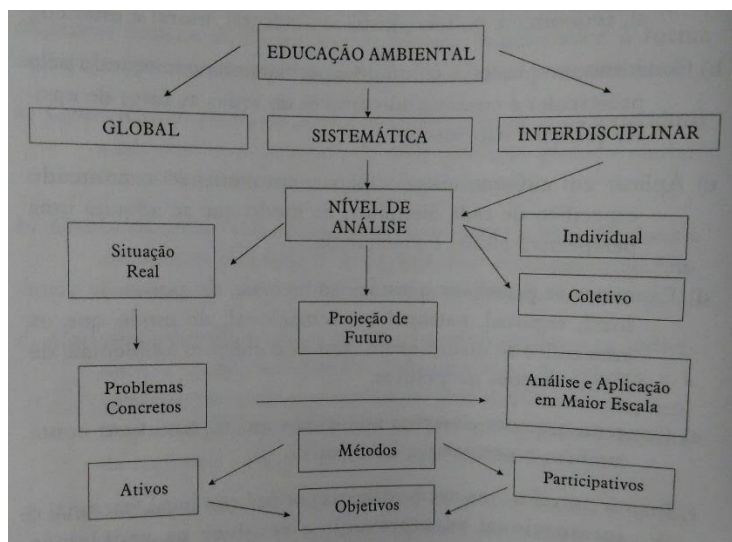 EDUCAÇÃO AMBIENTAL
GLOBAL
SISTEMÁTICA
INTERDISCIPLINAR
NÍVEL DE
ANÁLISE
Individual
Situação
Real
Coletivo
Projeção de
Futuro
Problemas
Concretos
Análise e Aplicação
em Maior Escala
Métodos
Ativos
Participativos
Objetivos